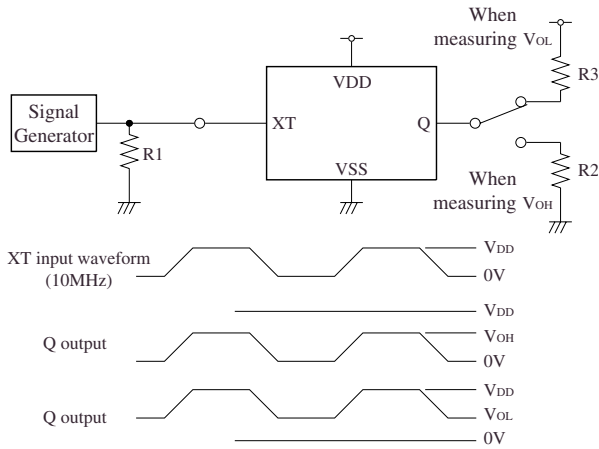 When
measuring VOL
R3
VDD
Signal
Generator
XT
Q
R1
VSS
R2
When
measuring VOH
XT input waveform
(10MHz)
VDD
0V
VDD
Q output
VOH
0V
VDD
Q output
VOL
0V